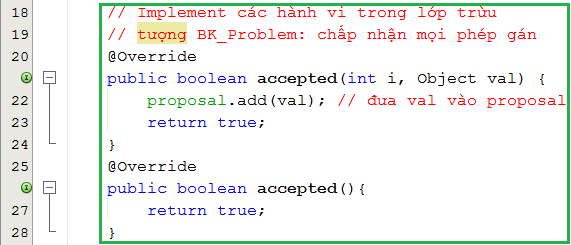 18 // Implement các hành vi trong lớp trừu
19 // tượng BK_Problem: chấp nhận mọi phép gán
20 @Override
public boolean accepted(int i, Object val) {
22 proposal.add(val); // đưa val vào proposal
23 return true;
24 }
25 @Override
public boolean accepted(){
27 return true;
28 }